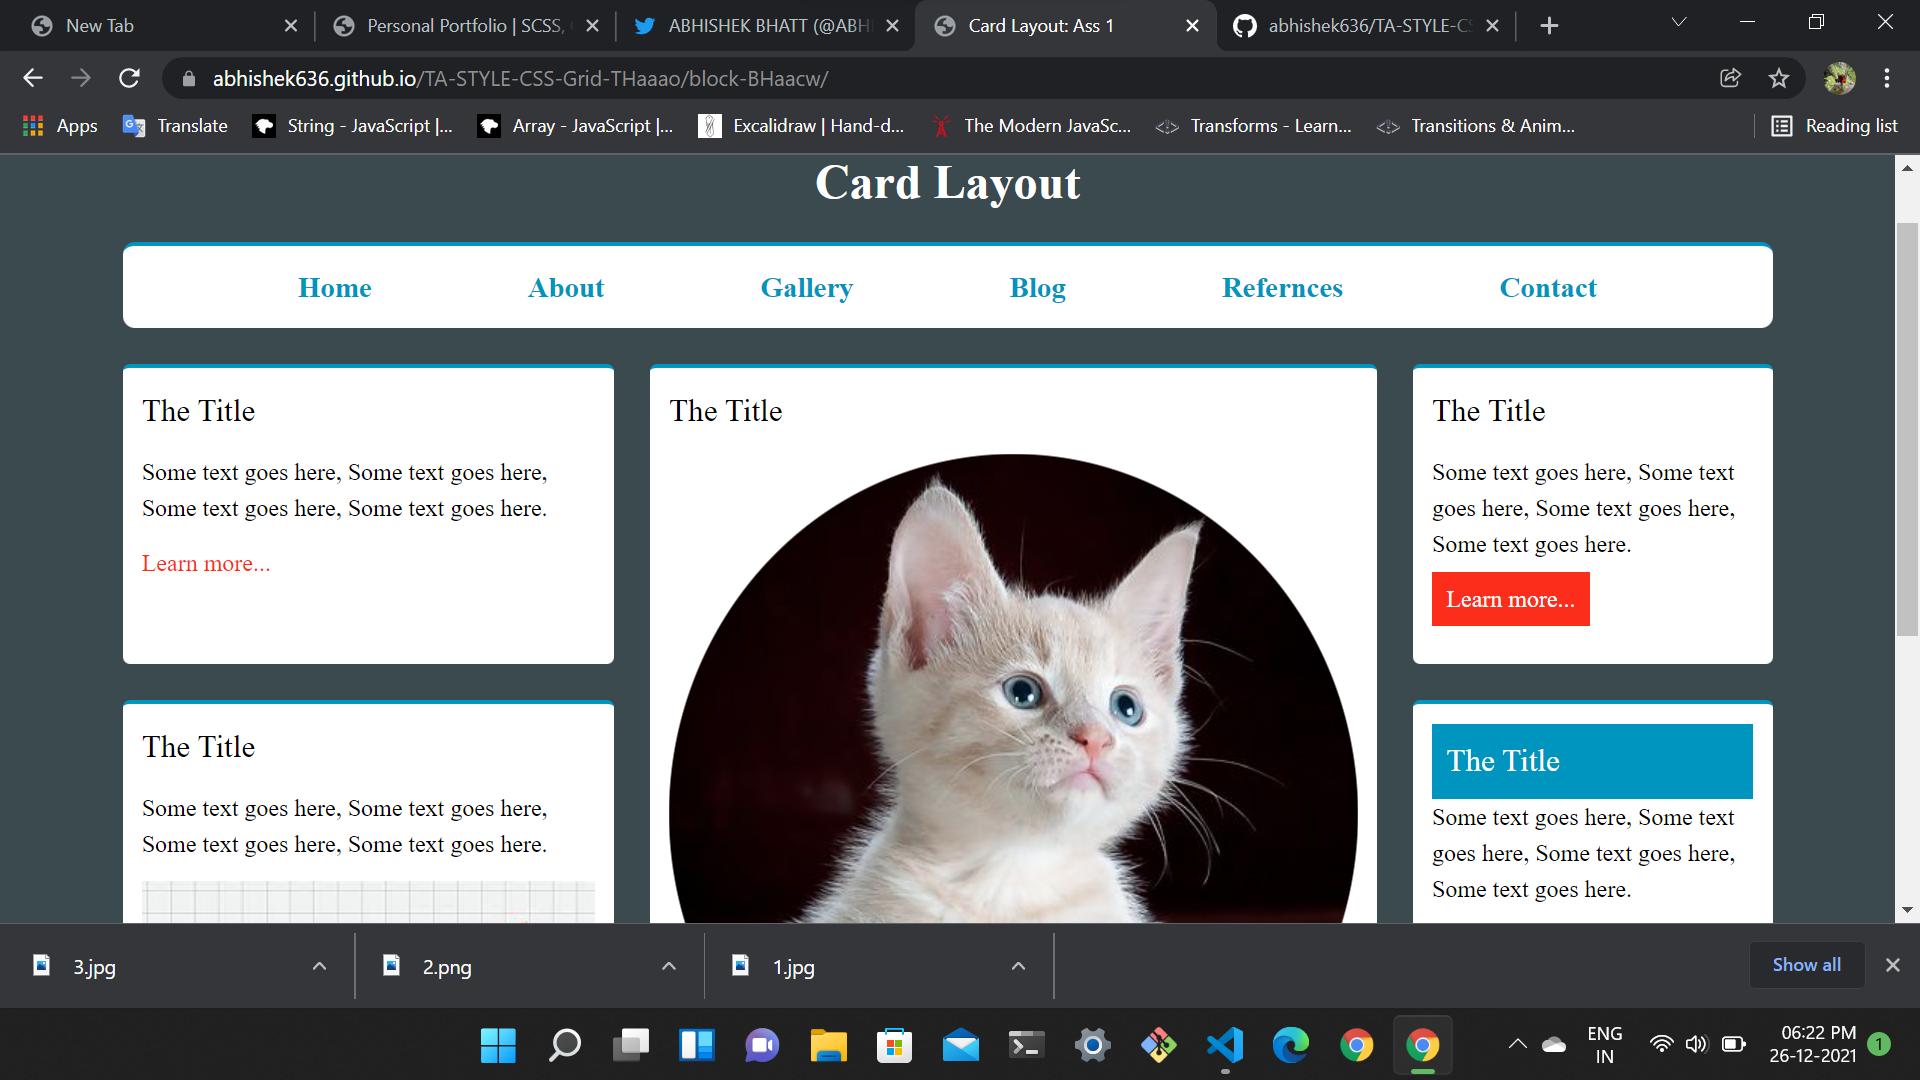 New Tab
Personal Portfolio | SCSS,
ABHISHEK BHATT (@ABH
Card Layout: Ass 1
abhishek636/TA-STYLE-CS
abhishek636.github.io/TA-STYLE-CSS-Grid-THaaao/block-BHaacw/
Apps
Translate
String - JavaScript |...
Array - JavaScript |...
Excalidraw | Hand-d...
The Modern JavaSc...
Transforms - Learn...
Transitions & Anim...
Reading list
Card Layout
Home
About
Gallery
Blog
Refernces
Contact
The Title
Some text goes here, Some text goes here,
Some text goes here, Some text goes here.
Learn more...
The Title
The Title
Some text goes here, Some text
goes here, Some text goes here,
Some text goes here.
Learn more...
The Title
Some text goes here, Some text goes here,
Some text goes here, Some text goes here.
The Title
Some text goes here, Some text
goes here, Some text goes here,
Some text goes here.
3.jpg
2.png
1.jpg
Show all
ENG
IN
06:22 PM
26-12-2021
1